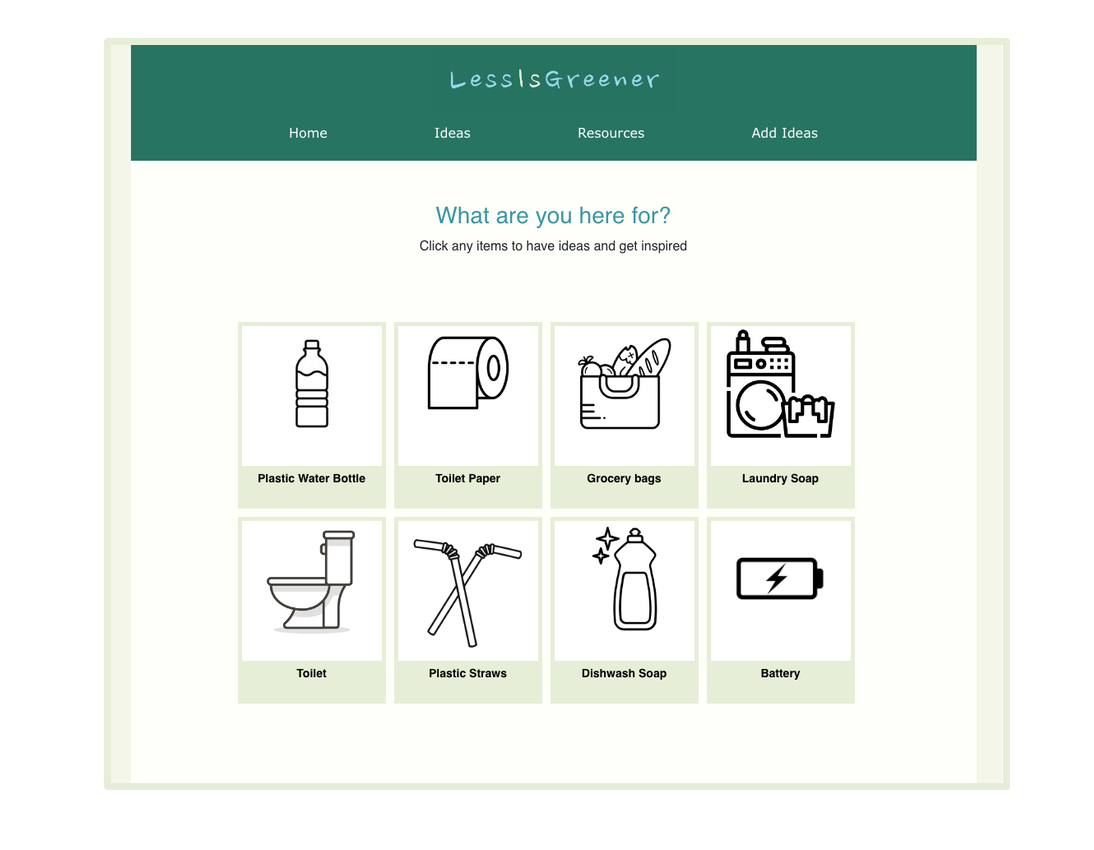 LessIsGreener
Home Ideas Resources Add Ideas
What are you here for?
Click any items to have ideas and get inspired
Plastic Water Bottle Toilet Paper Grocery bags Laundry Soap
Toilet Plastic Straws Dishwash Soap Battery